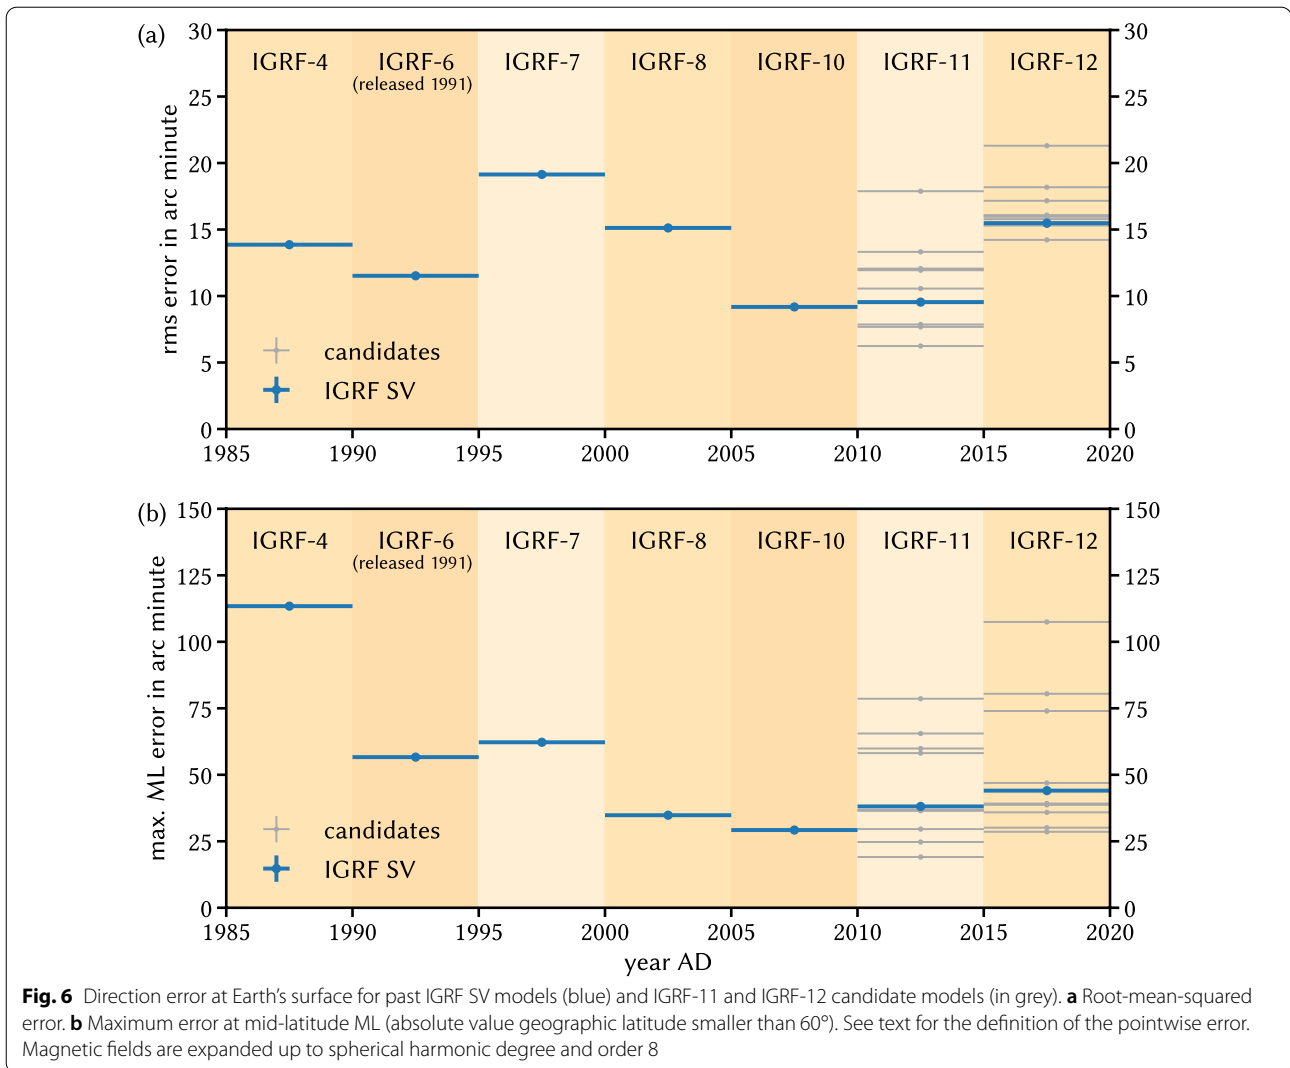 (a)
30
IGRF-4 IGRF-6 IGRF-7 IGRF-8 IGRF-10 IGRF-11 IGRF-12
(released 1991)
30
25
25
20
20
15
15
10
10
5
5
0
0
rms error in arc minute
candidates
IGRF SV
1985 1990 1995 2000 2005 2010 2015 2020
(b)
150
IGRF-4 IGRF-6 IGRF-7 IGRF-8 IGRF-10 IGRF-11 IGRF-12
(released 1991)
150
125
125
100
100
75
75
50
50
25
25
0
0
max. ML error in arc minute
candidates
IGRF SV
1985 1990 1995 2000 2005 2010 2015 2020
year AD
Fig. 6 Direction error at Earth’s surface for past IGRF SV models (blue) and IGRF-11 and IGRF-12 candidate models (in grey). a Root-mean-squared
error. b Maximum error at mid-latitude ML (absolute value geographic latitude smaller than 60°). See text for the definition of the pointwise error.
Magnetic fields are expanded up to spherical harmonic degree and order 8